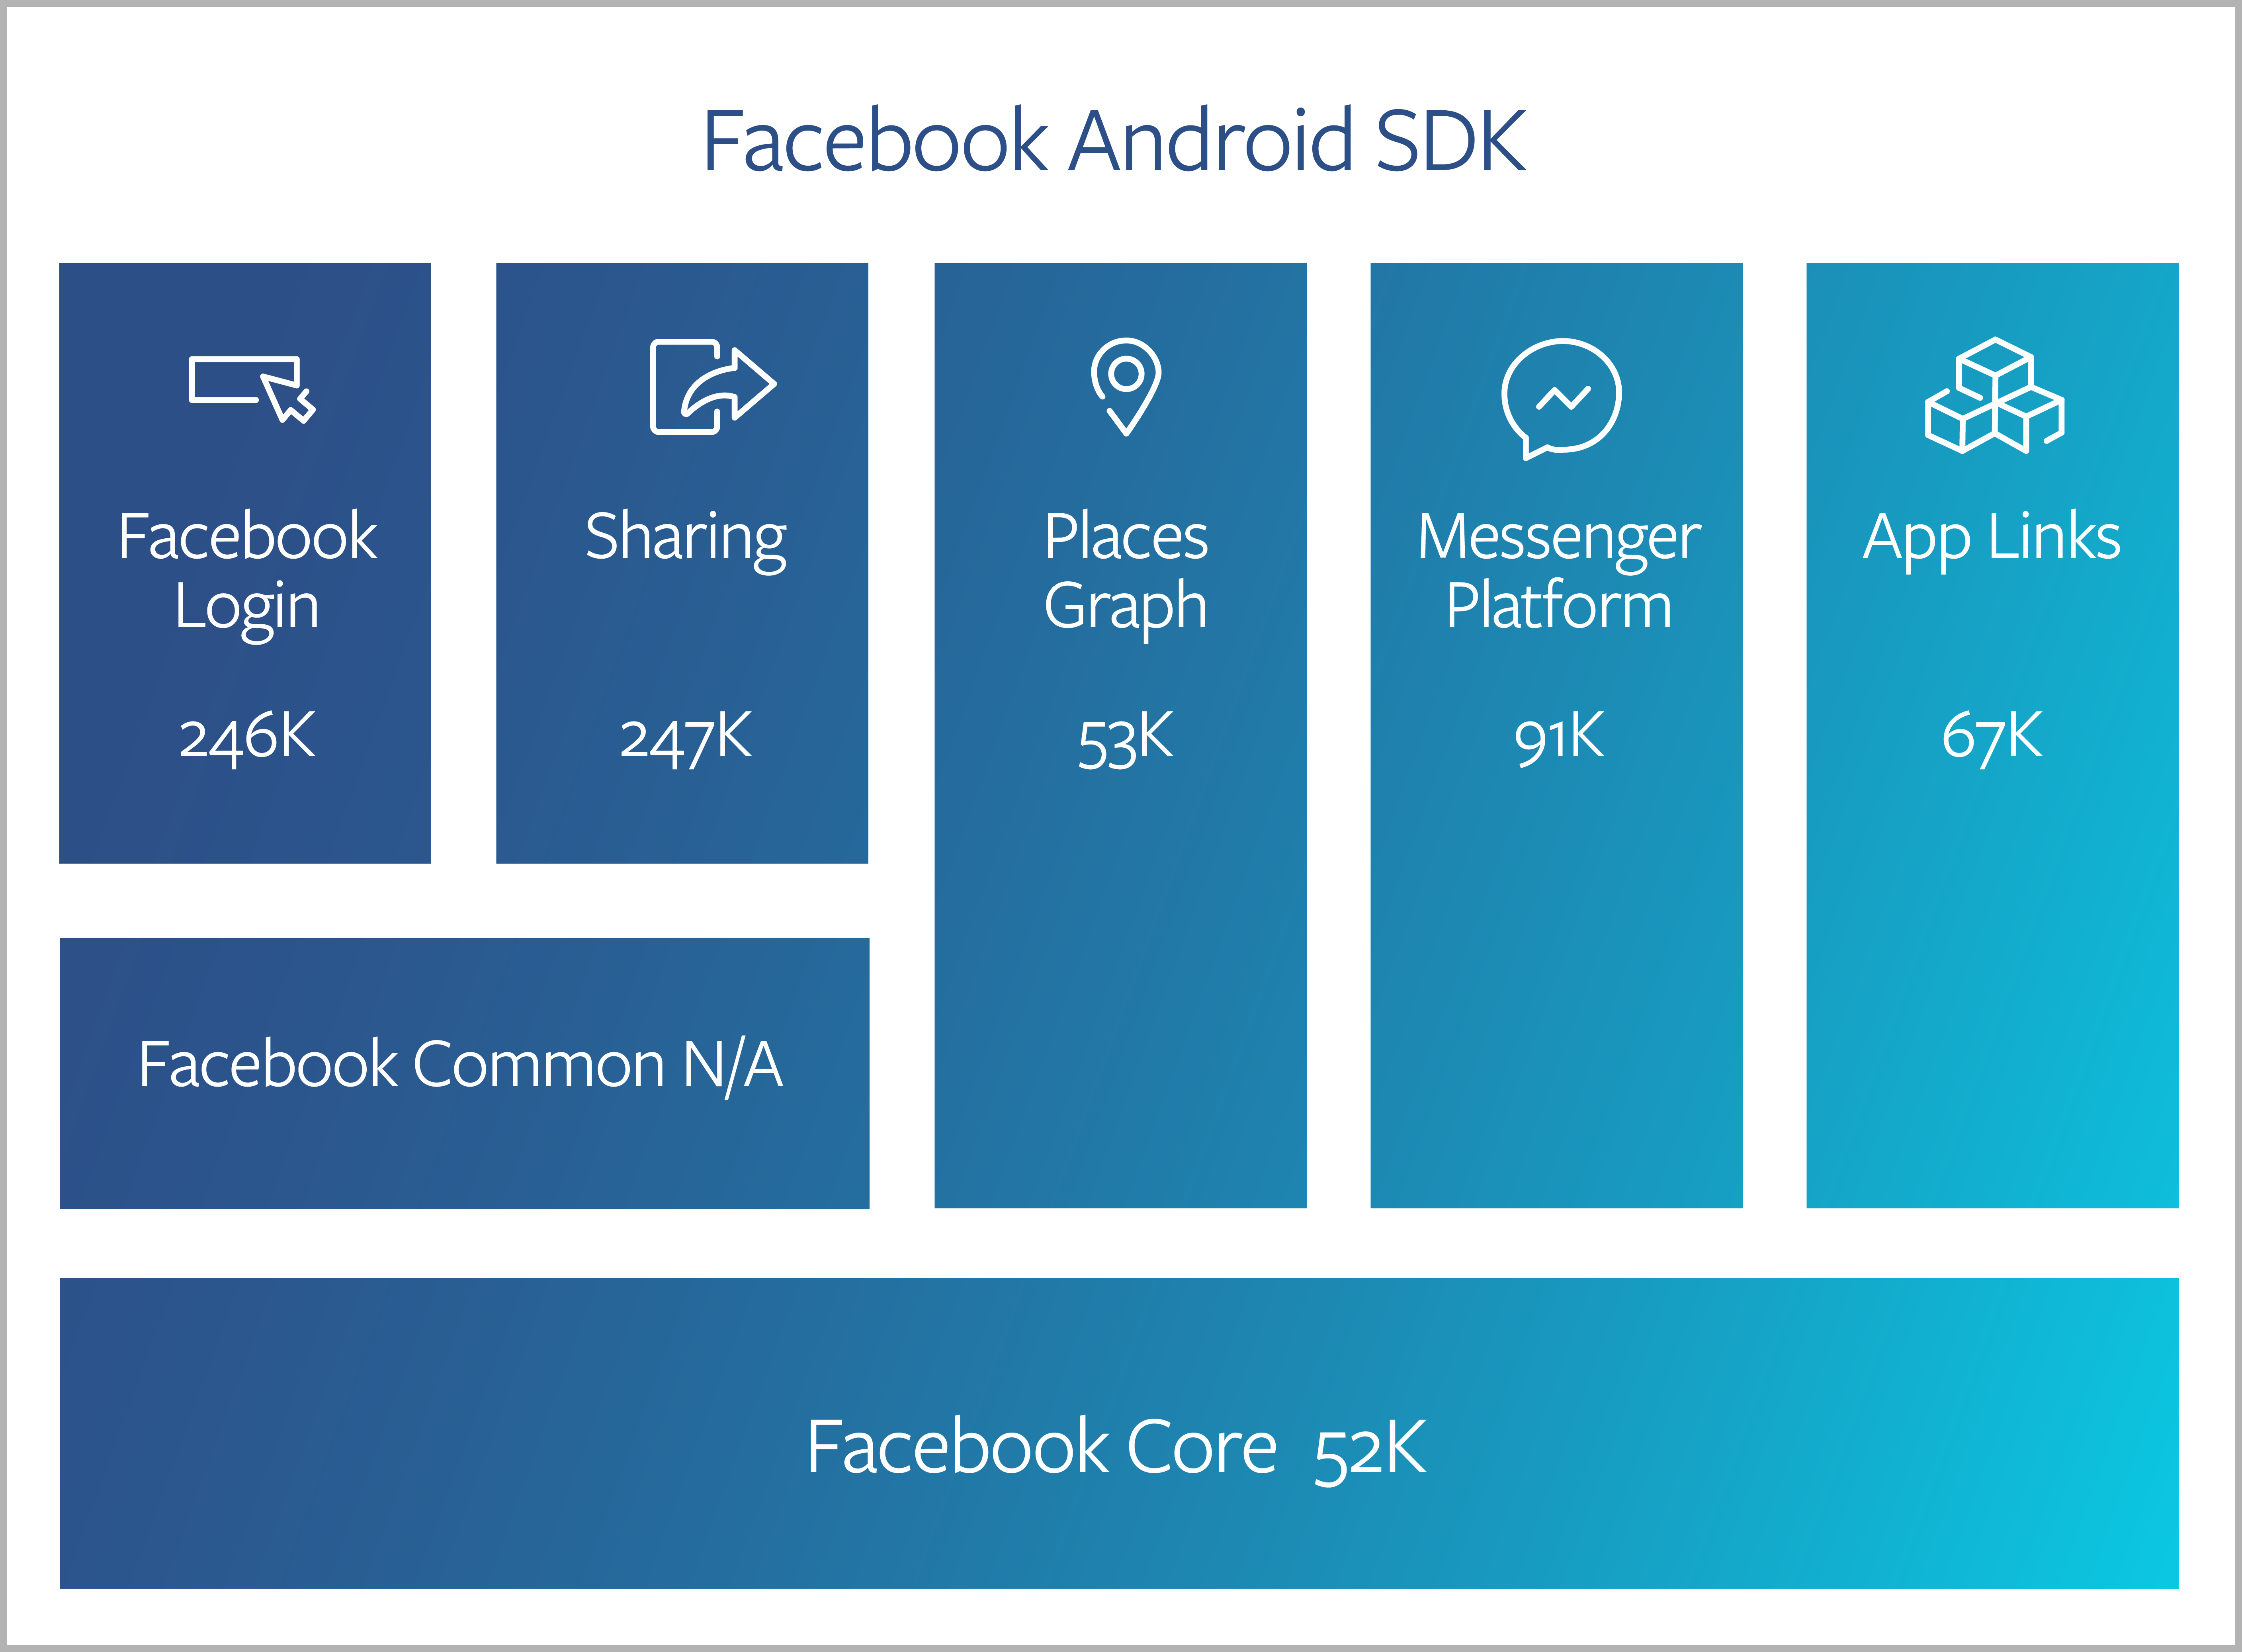 Facebook Android SDK
Facebook
Login
246K
Sharing
247K
Places
Graph
53K
Messenger
Platform
91K
App Links
67K
Facebook Common N/A
Facebook Core 52K